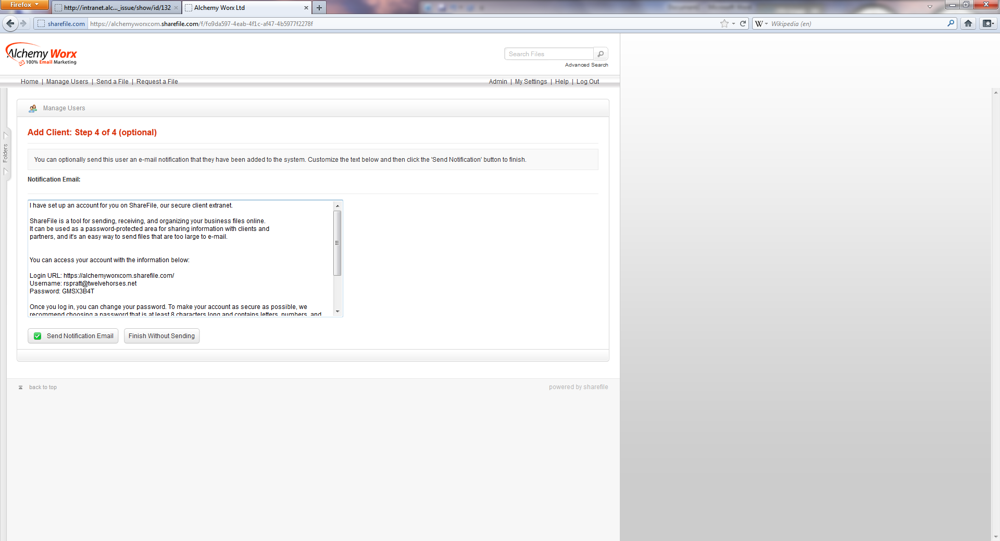 Firefox
http://intranet.alc..._issue/show/id/132
Alchemy Worx Ltd
sharefile.com
https://alchemyworxcom.sharefile.com/f/fo9da597-4eab-4f1c-af47-4b5977f2278f
W
Wikipedia (en)
Alchemy Worx
100% Email Marketing
Search Files
Advanced Search
Home | Manage Users | Send a File | Request a File
Admin | My Settings | Help | Log Out
Folders
Manage Users
Add Client: Step 4 of 4 (optional)
You can optionally send this user an e-mail notification that they have been added to the system. Customize the text below and then click the 'Send Notification' button to finish.
Notification Email:
I have set up an account for you on ShareFile, our secure client extranet.
ShareFile is a tool for sending, receiving, and organizing your business files online.
It can be used as a password-protected area for sharing information with clients and
partners, and it's an easy way to send files that are too large to e-mail.
You can access your account with the information below:
Login URL: https://alchemyworxcom.sharefile.com/
Username: rspratt@twelvehorses.net
Password: GMSX3B4T
Once you log in, you can change your password. To make your account as secure as possible, we
recommend choosing a password that is at least 8 characters long and contains letters, numbers, and
Send Notification Email
Finish Without Sending
back to top
powered by sharefile